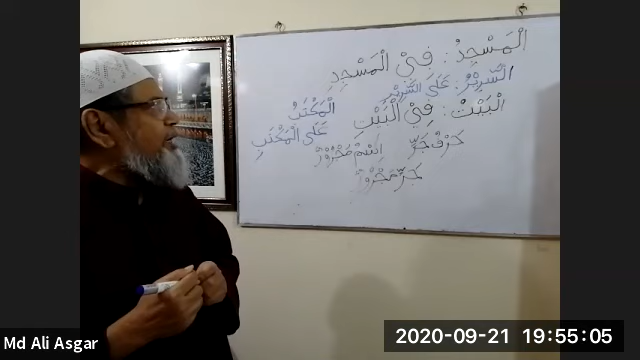 الْمَسْجِدُ : فِيْ الْمَسْجِدِ
السَّرِيْرُ : عَلَى السَّرِيْرِ
الْبَيْتُ : فِيْ الْبَيْتِ
الْمَكْتَبُ
عَلَى الْمَكْتَبِ
حَرْفُ جَرٍّ اِسْمٌ مَجْرُوْرٌ
جَرٌّ مَجْرُوْرٌ
Md Ali Asgar
2020-09-21 19:55:05